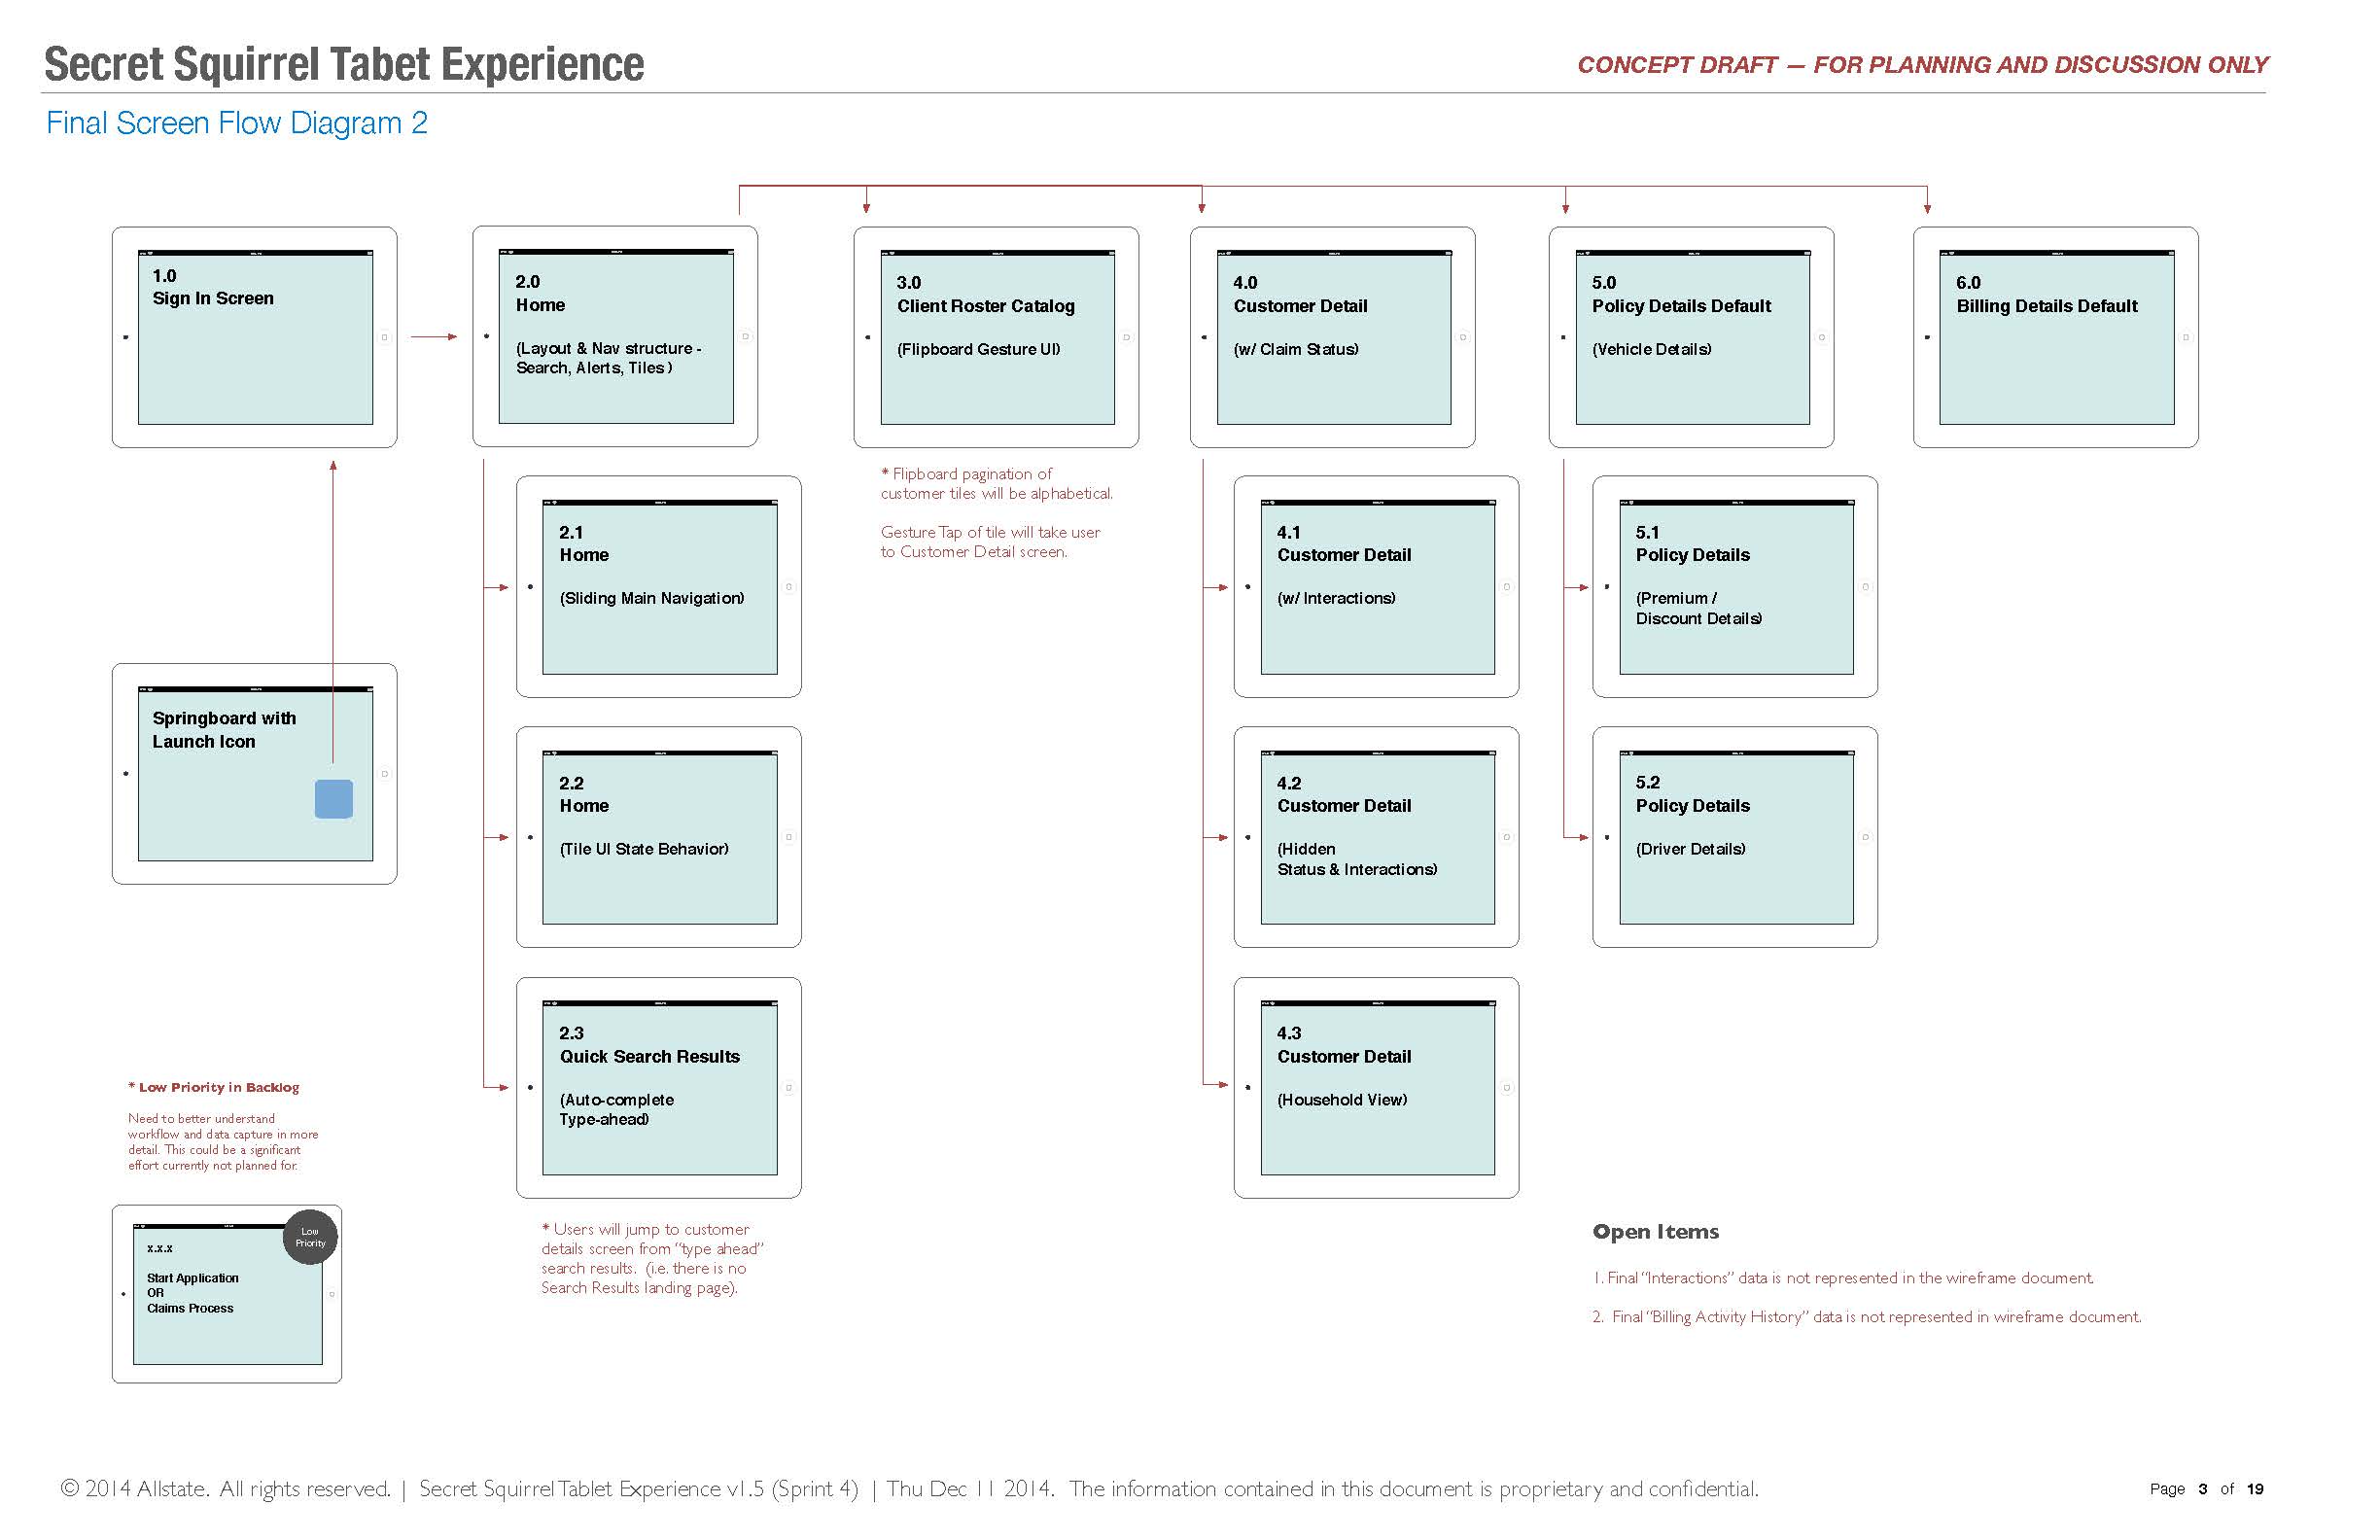 Secret Squirrel Tabet Experience
CONCEPT DRAFT — FOR PLANNING AND DISCUSSION ONLY
Final Screen Flow Diagram 2
1.0
Sign In Screen
2.0
Home
(Layout & Nav structure -
Search, Alerts, Tiles )
3.0
Client Roster Catalog
(Flipboard Gesture UI)
4.0
Customer Detail
(w/ Claim Status)
5.0
Policy Details Default
(Vehicle Details)
6.0
Billing Details Default
* Flipboard pagination of
customer tiles will be alphabetical.
Gesture Tap of tile will take user
to Customer Detail screen.
2.1
Home
(Sliding Main Navigation)
4.1
Customer Detail
(w/ Interactions)
5.1
Policy Details
(Premium /
Discount Details)
Springboard with
Launch Icon
2.2
Home
(Tile UI State Behavior)
4.2
Customer Detail
(Hidden
Status & Interactions)
5.2
Policy Details
(Driver Details)
2.3
Quick Search Results
(Auto-complete
Type-ahead)
4.3
Customer Detail
(Household View)
* Low Priority in Backlog
Need to better understand
workflow and data capture in more
detail. This could be a significant
effort currently not planned for.
Low
Priority
x.x.x
Start Application
OR
Claims Process
* Users will jump to customer
details screen from “type ahead”
search results. (i.e. there is no
Search Results landing page).
Open Items
1. Final “Interactions” data is not represented in the wireframe document.
2. Final “Billing Activity History” data is not represented in wireframe document.
© 2014 Allstate. All rights reserved. | Secret Squirrel Tablet Experience v1.5 (Sprint 4) | Thu Dec 11 2014. The information contained in this document is proprietary and confidential.
Page 3 of 19